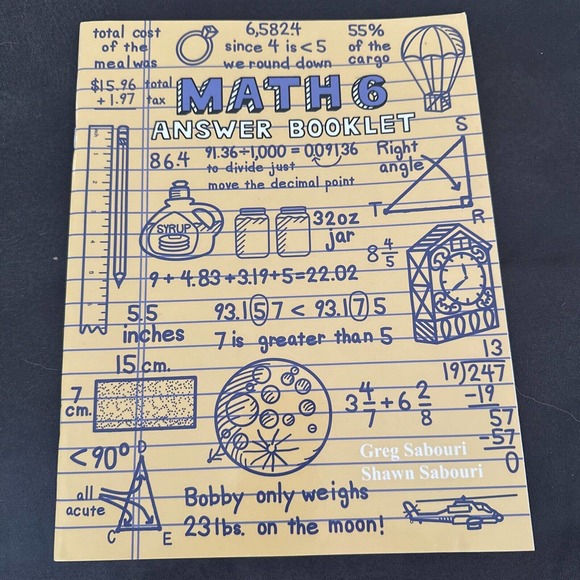 total cost
of the
meal was
6,5824
since 4 is < 5
we round down
55%
of the
cargo
$15.96 total
+ 1.97 tax
MATH 6
ANSWER BOOKLET
864
91.36÷1,000 = 0.09136
to divide just
move the decimal point
Right
angle
S
T
R
SYRUP
32oz
jar
8 4/5
9 + 4.83 + 3.19 + 5 = 22.02
5.5
inches
93.157 < 93.175
7 is greater than 5
15 cm.
7
cm.
13
19)247
-19
57
-57
0
3 4/7 + 6 2/8
<90°
all
acute
D
C
E
Greg Sabouri
Shawn Sabouri
Bobby only weighs
23 lbs. on the moon!